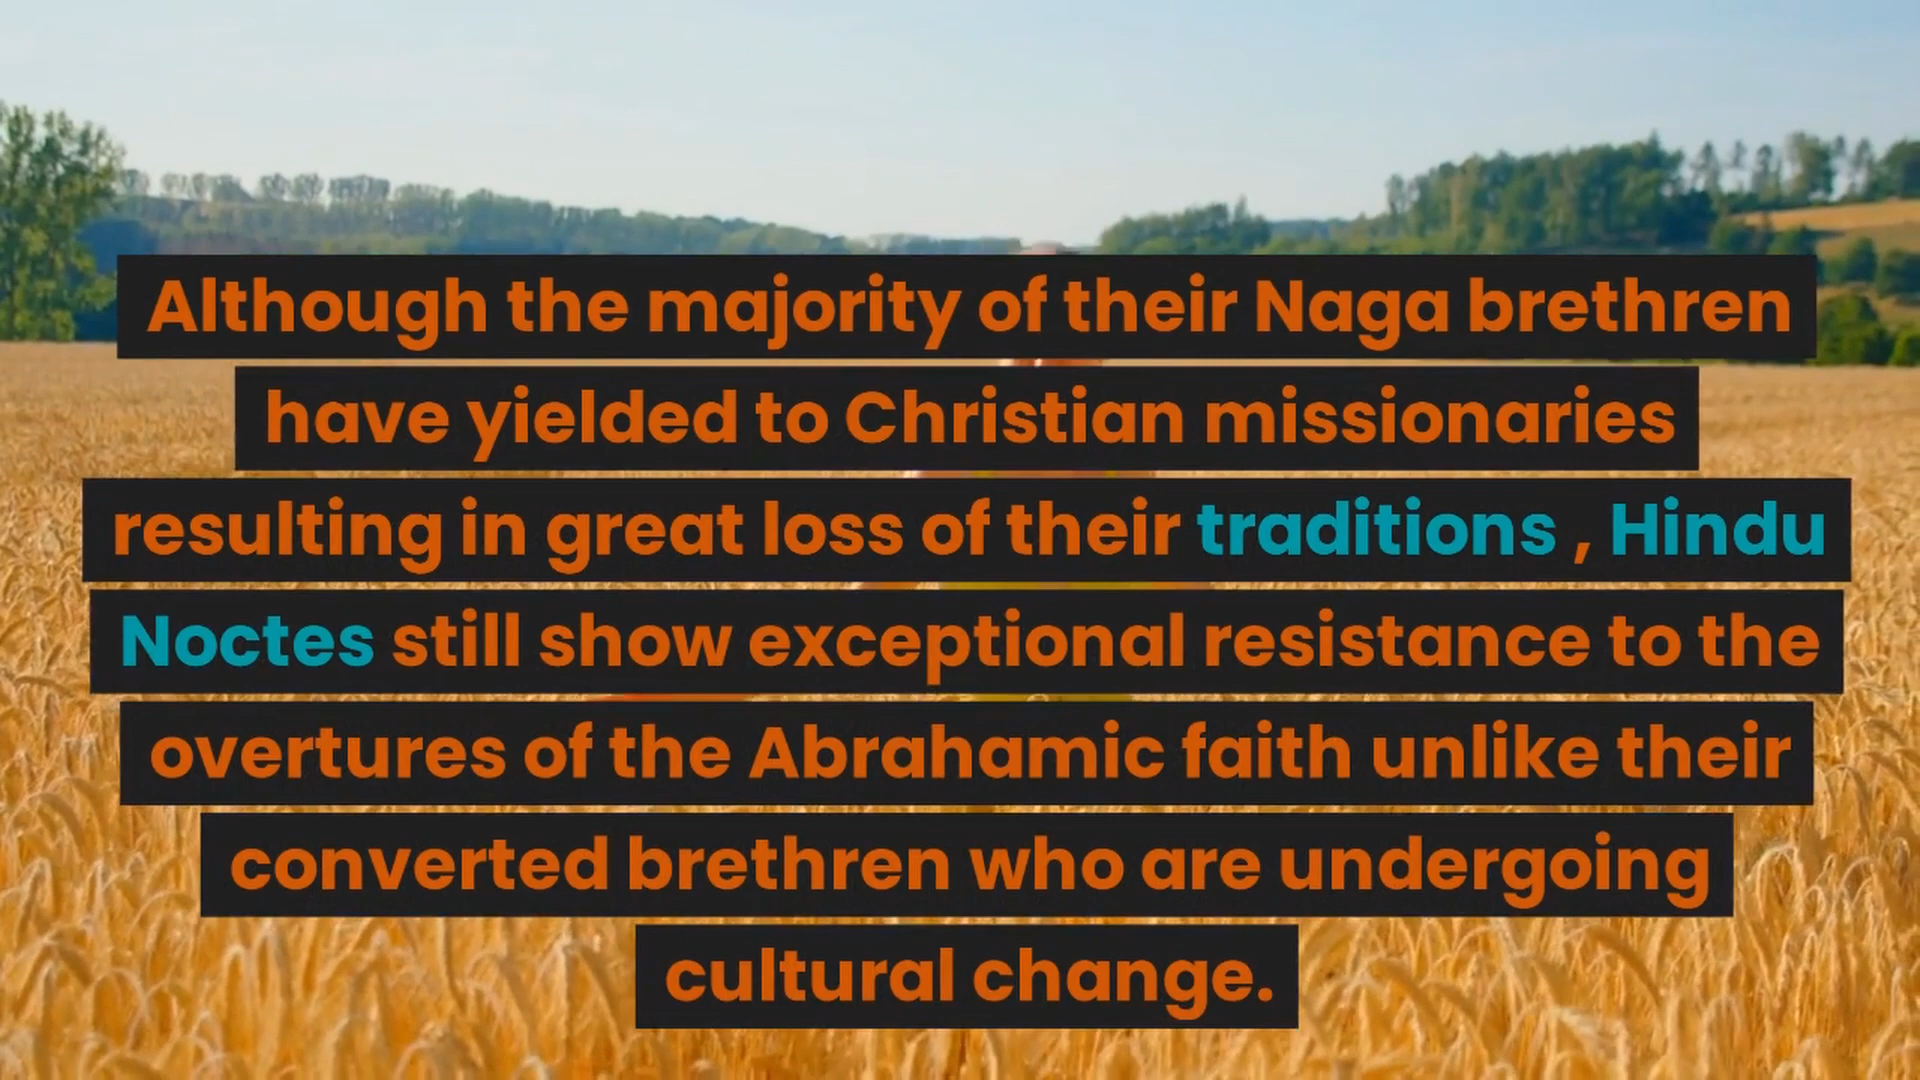 Although the majority of their Naga brethren
have yielded to Christian missionaries
resulting in great loss of their traditions , Hindu
Noctes still show exceptional resistance to the
overtures of the Abrahamic faith unlike their
converted brethren who are undergoing
cultural change.